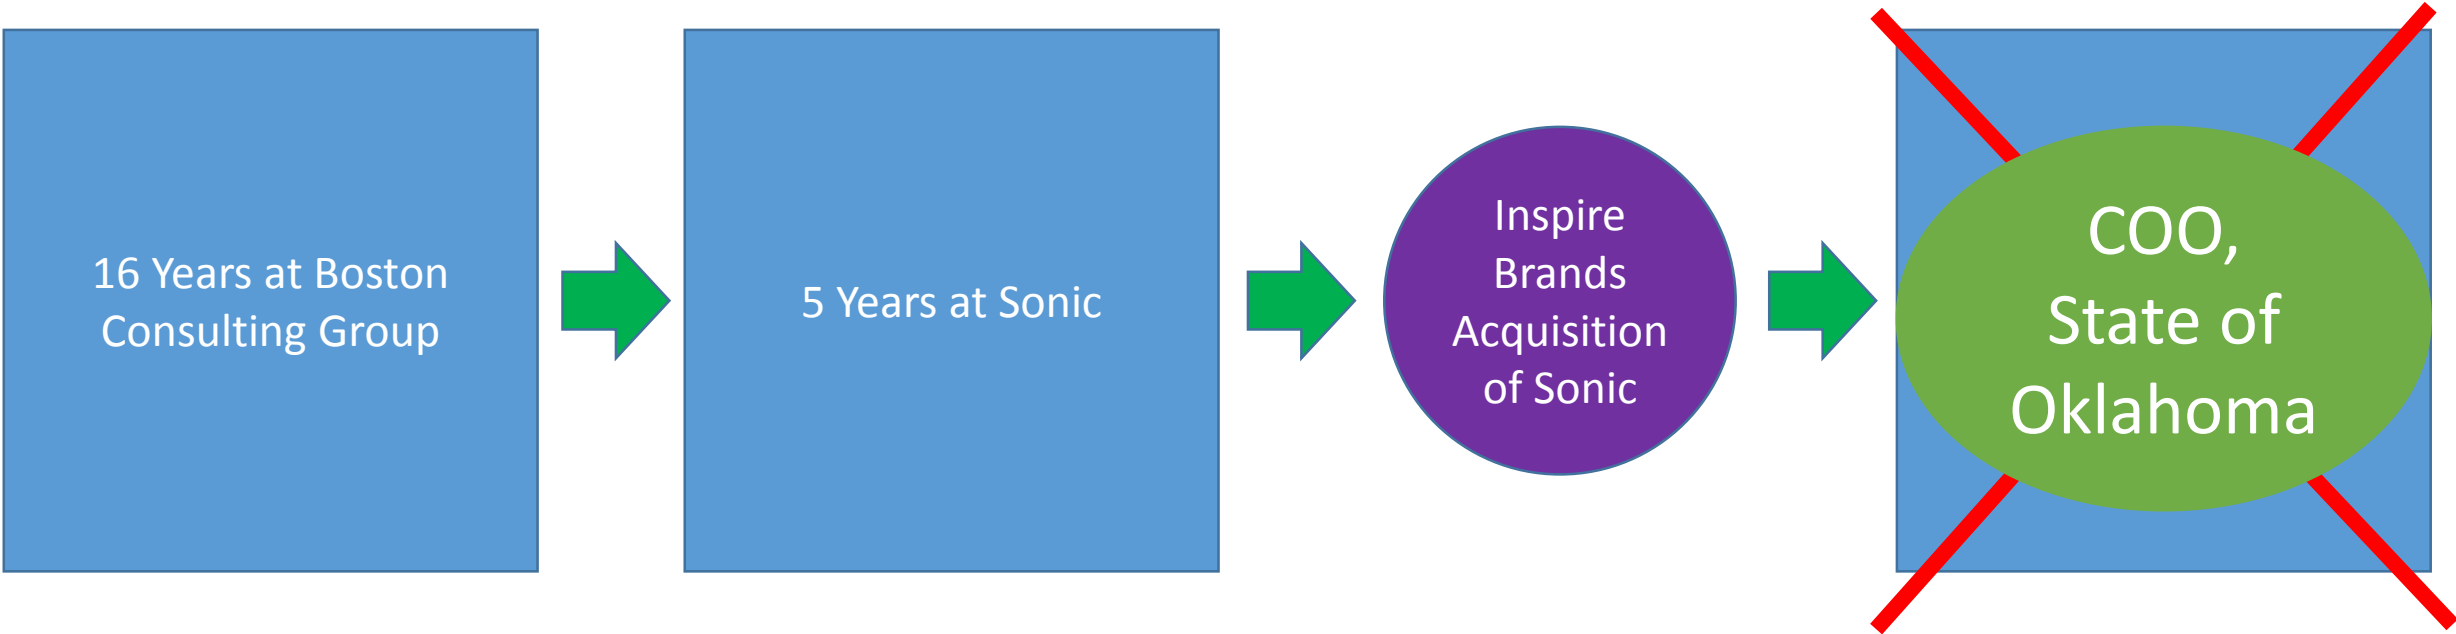 16 Years at Boston
Consulting Group
5 Years at Sonic
Inspire
Brands
Acquisition
of Sonic
COO,
State of
Oklahoma